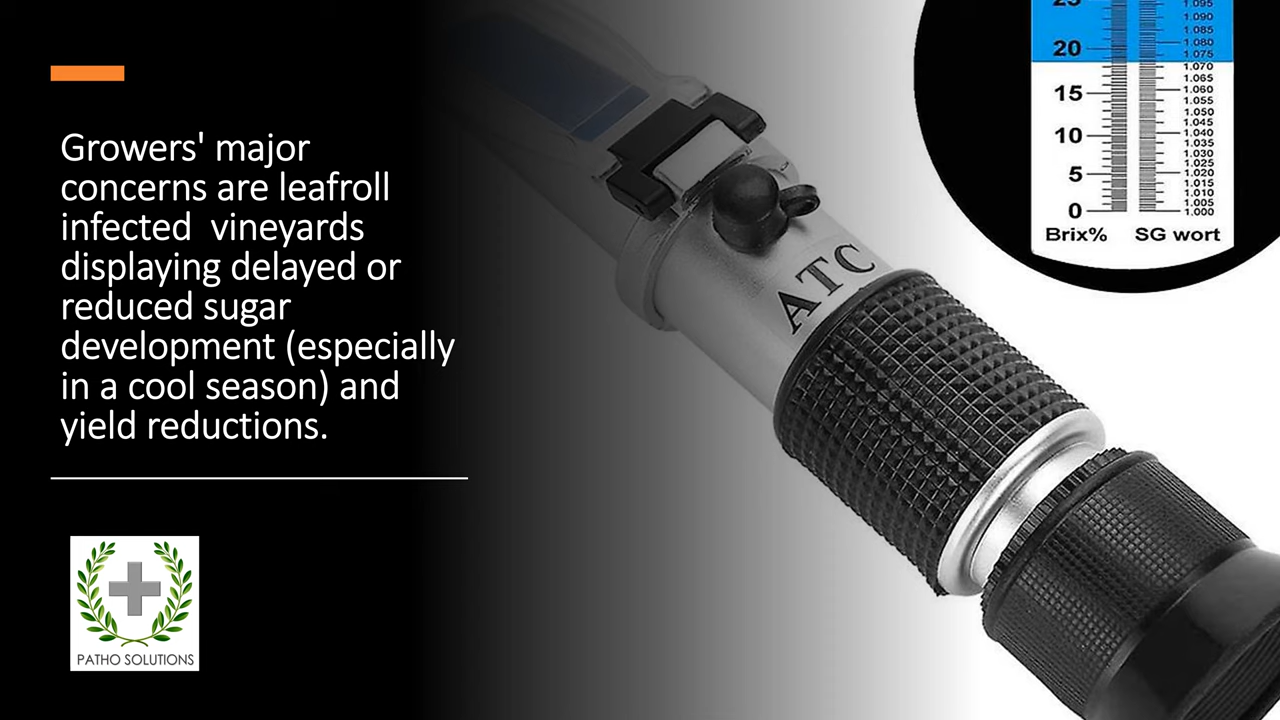 Growers' major
concerns are leafroll
infected  vineyards
displaying delayed or
reduced sugar
development (especially
in a cool season) and
yield reductions.
PATHO SOLUTIONS
ATC
25
20
15
10
5
0
1.095
1.090
1.085
1.080
1.075
1.070
1.065
1.060
1.055
1.050
1.045
1.040
1.035
1.030
1.025
1.020
1.015
1.010
1.005
1.000
Brix% SG wort